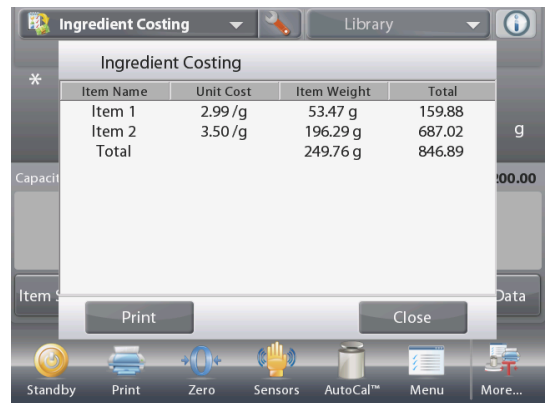 Ingredient Costing Library
Ingredient Costing
*
Item Name Unit Cost Item Weight Total
Item 1 2.99 /g 53.47 g 159.88
Item 2 3.50 /g 196.29 g 687.02
Total 249.76 g 846.89
g
Capacit 200.00
Item S Data
Print Close
Standby Print Zero Sensors AutoCal™ Menu More...